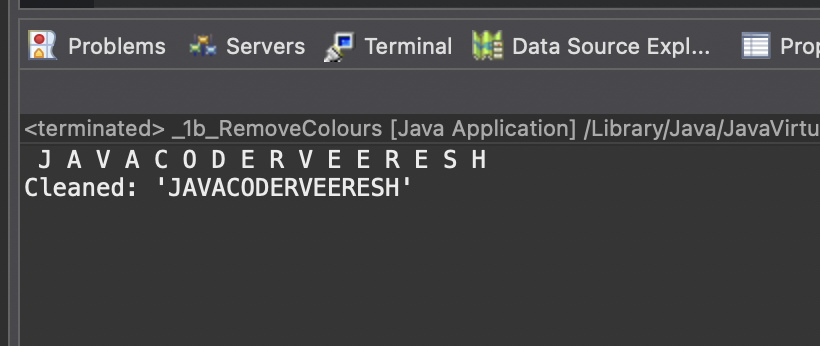 Problems Servers Terminal Data Source Expl... Prop
<terminated> _1b_RemoveColours [Java Application] /Library/Java/JavaVirtu
J A V A C O D E R V E E R E S H
Cleaned: 'JAVACODERVEERESH'